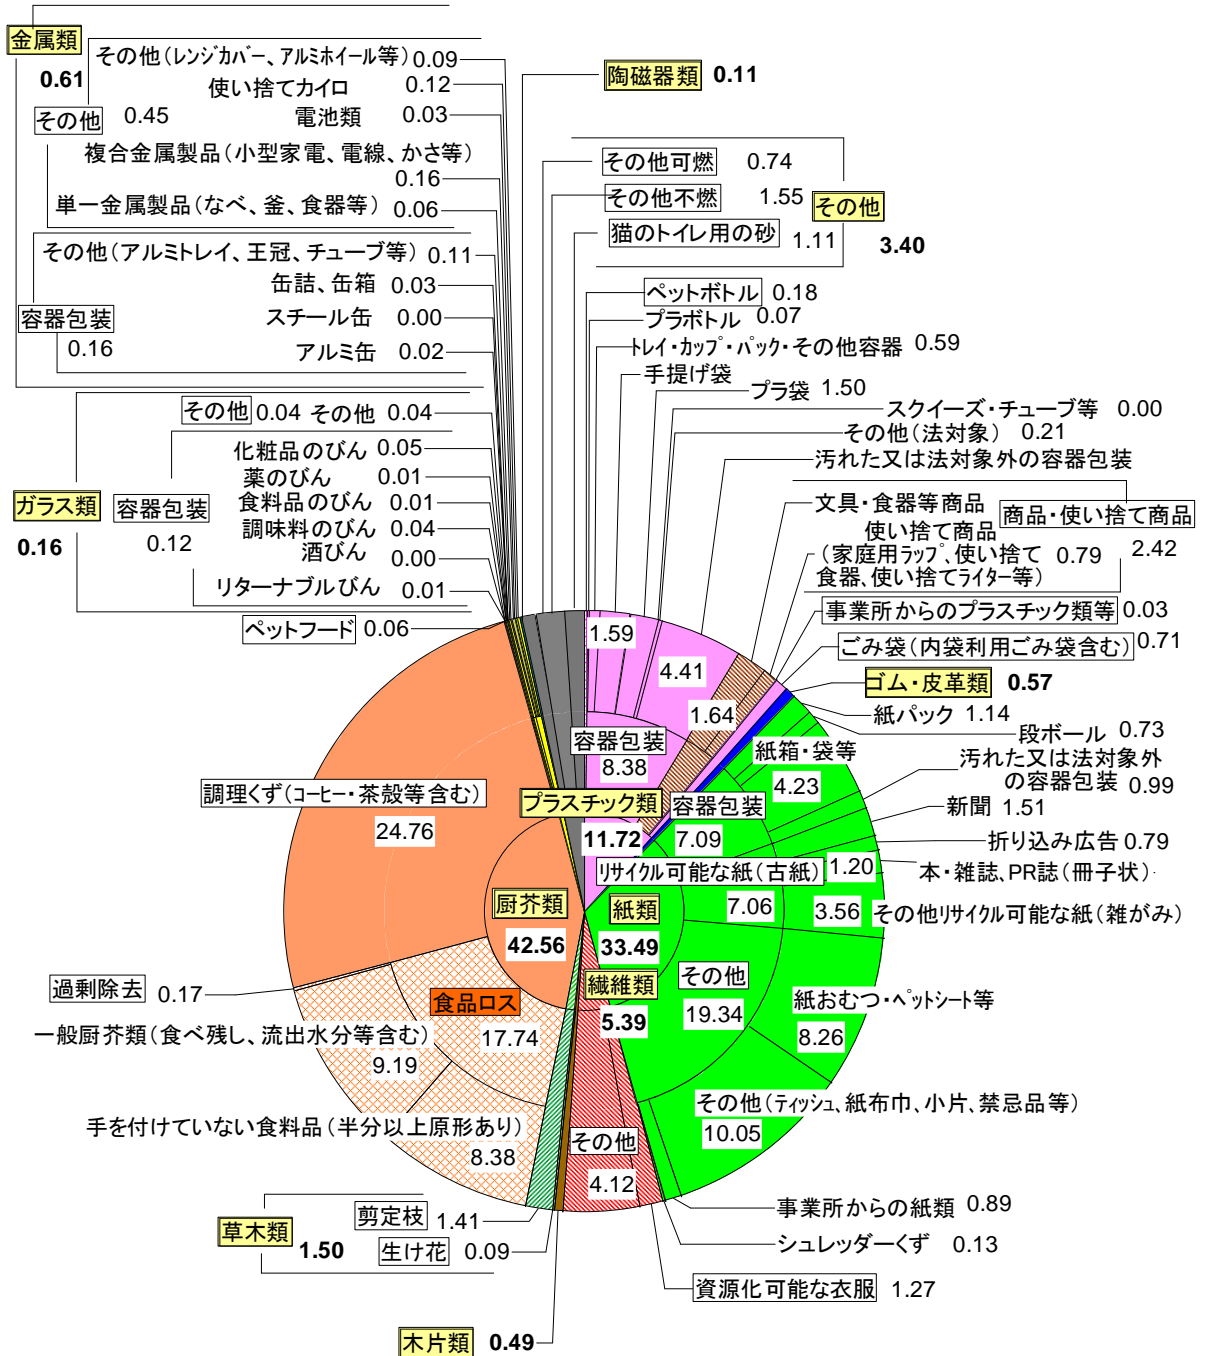 金属類
0.61
その他(レンジカバー、アルミホイール等) 0.09
使い捨てカイロ 0.12
その他 0.45
電池類 0.03
複合金属製品(小型家電、電線、かさ等)
0.16
単一金属製品(なべ、釜、食器等) 0.06
その他(アルミトレイ、王冠、チューブ等) 0.11
缶詰、缶箱 0.03
容器包装
0.16
スチール缶 0.00
アルミ缶 0.02
その他 0.04 その他 0.04
化粧品のびん 0.05
薬のびん 0.01
ガラス類
0.16
容器包装
0.12
食料品のびん 0.01
調味料のびん 0.04
酒びん 0.00
リターナブルびん 0.01
ペットフード 0.06
陶磁器類 0.11
その他可燃 0.74
その他不燃 1.55
その他
3.40
猫のトイレ用の砂 1.11
ペットボトル 0.18
プラボトル 0.07
トレイ・カップ・パック・その他容器 0.59
手提げ袋
プラ袋 1.50
スクイーズ・チューブ等 0.00
その他(法対象) 0.21
汚れた又は法対象外の容器包装
文具・食器等商品
商品・使い捨て商品
2.42
使い捨て商品
(家庭用ラップ、使い捨て 0.79
食器、使い捨てライター等)
事業所からのプラスチック類等 0.03
ごみ袋(内袋利用ごみ袋含む) 0.71
ゴム・皮革類 0.57
紙パック 1.14
段ボール 0.73
汚れた又は法対象外
の容器包装 0.99
新聞 1.51
折り込み広告 0.79
本・雑誌、PR誌(冊子状)
1.20
その他リサイクル可能な紙(雑がみ)
3.56
1.59
4.41
1.64
容器包装
8.38
紙箱・袋等
4.23
プラスチック類
11.72
容器包装
7.09
リサイクル可能な紙(古紙)
7.06
調理くず(コーヒー・茶殻等含む)
24.76
厨芥類
42.56
紙類
33.49
繊維類
5.39
その他
19.34
紙おむつ・ペットシート等
8.26
過剰除去 0.17
食品ロス
17.74
一般厨芥類(食べ残し、流出水分等含む)
9.19
手を付けていない食料品(半分以上原形あり)
8.38
その他(ティッシュ、紙布巾、小片、禁忌品等)
10.05
その他
4.12
草木類
1.50
剪定枝 1.41
生け花 0.09
事業所からの紙類 0.89
シュレッダーくず 0.13
資源化可能な衣服 1.27
木片類 0.49